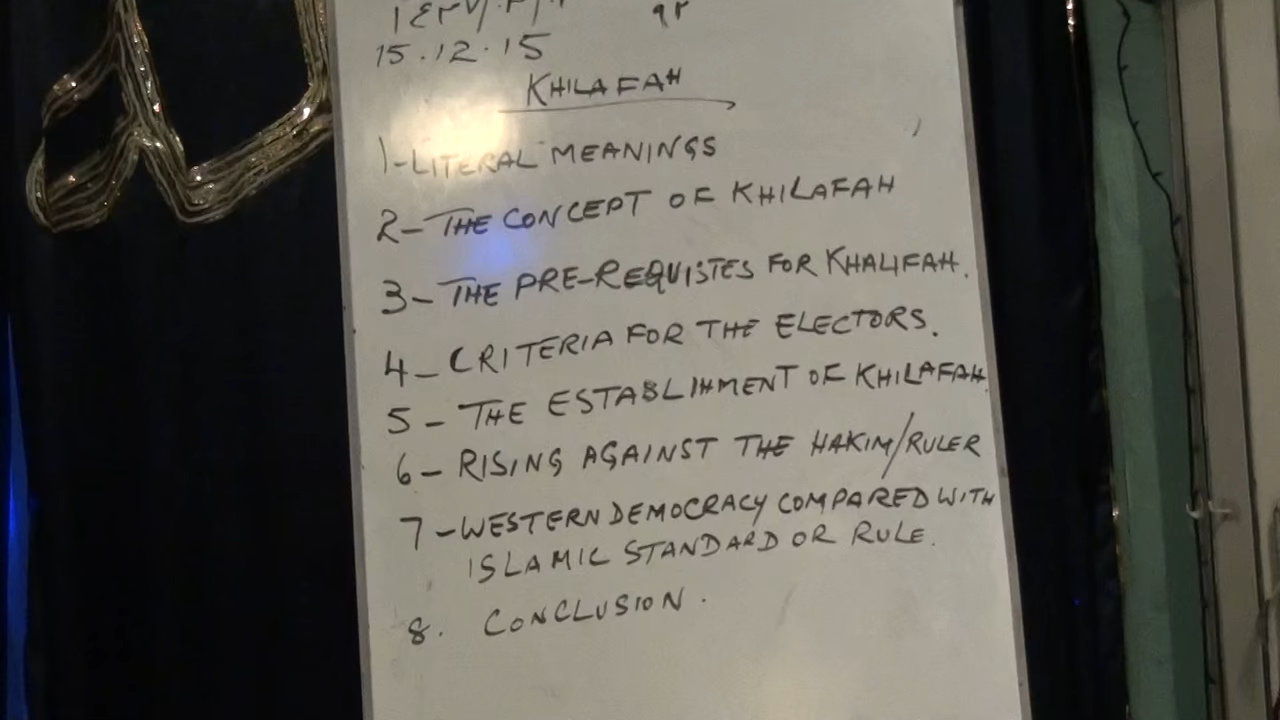 15.12.15
KHILAFAH
1-LITERAL MEANINGS
2-THE CONCEPT OF KHILAFAH
3-THE PRE-REQUISTES FOR KHALIFAH.
4-CRITERIA FOR THE ELECTORS.
5-THE ESTABLIHMENT OF KHILAFAH
6-RISING AGAINST THE HAKIM/RULER
7-WESTERN DEMOCRACY COMPARED WITH
ISLAMIC STANDARD OR RULE.
8. CONCLUSION.